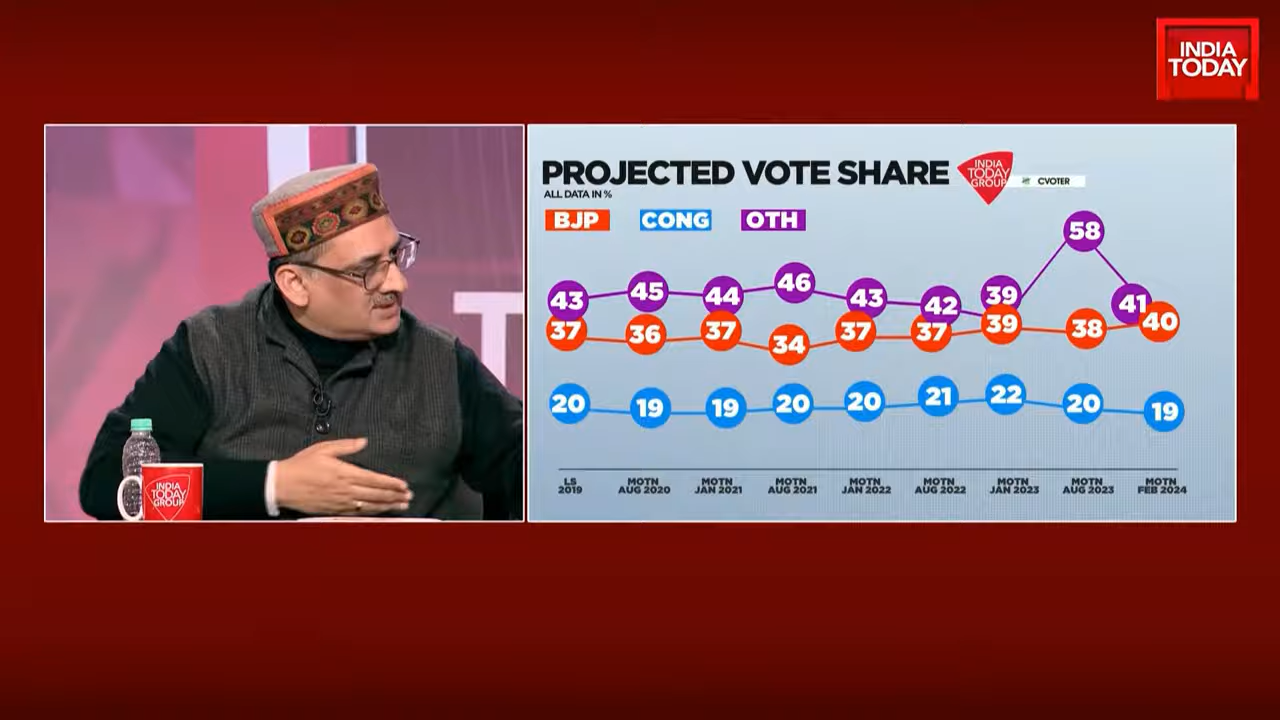 INDIA
TODAY
PROJECTED VOTE SHARE
INDIA
TODAY
GROUP
CVOTER
ALL DATA IN %
BJP
CONG
OTH
58
43
45
44
46
43
42
39
41
37
36
37
34
37
37
39
38
40
20
19
19
20
20
21
22
20
19
LS
2019
MOTN
AUG 2020
MOTN
JAN 2021
MOTN
AUG 2021
MOTN
JAN 2022
MOTN
AUG 2022
MOTN
JAN 2023
MOTN
AUG 2023
MOTN
FEB 2024
INDIA
TODAY
GROUP
T